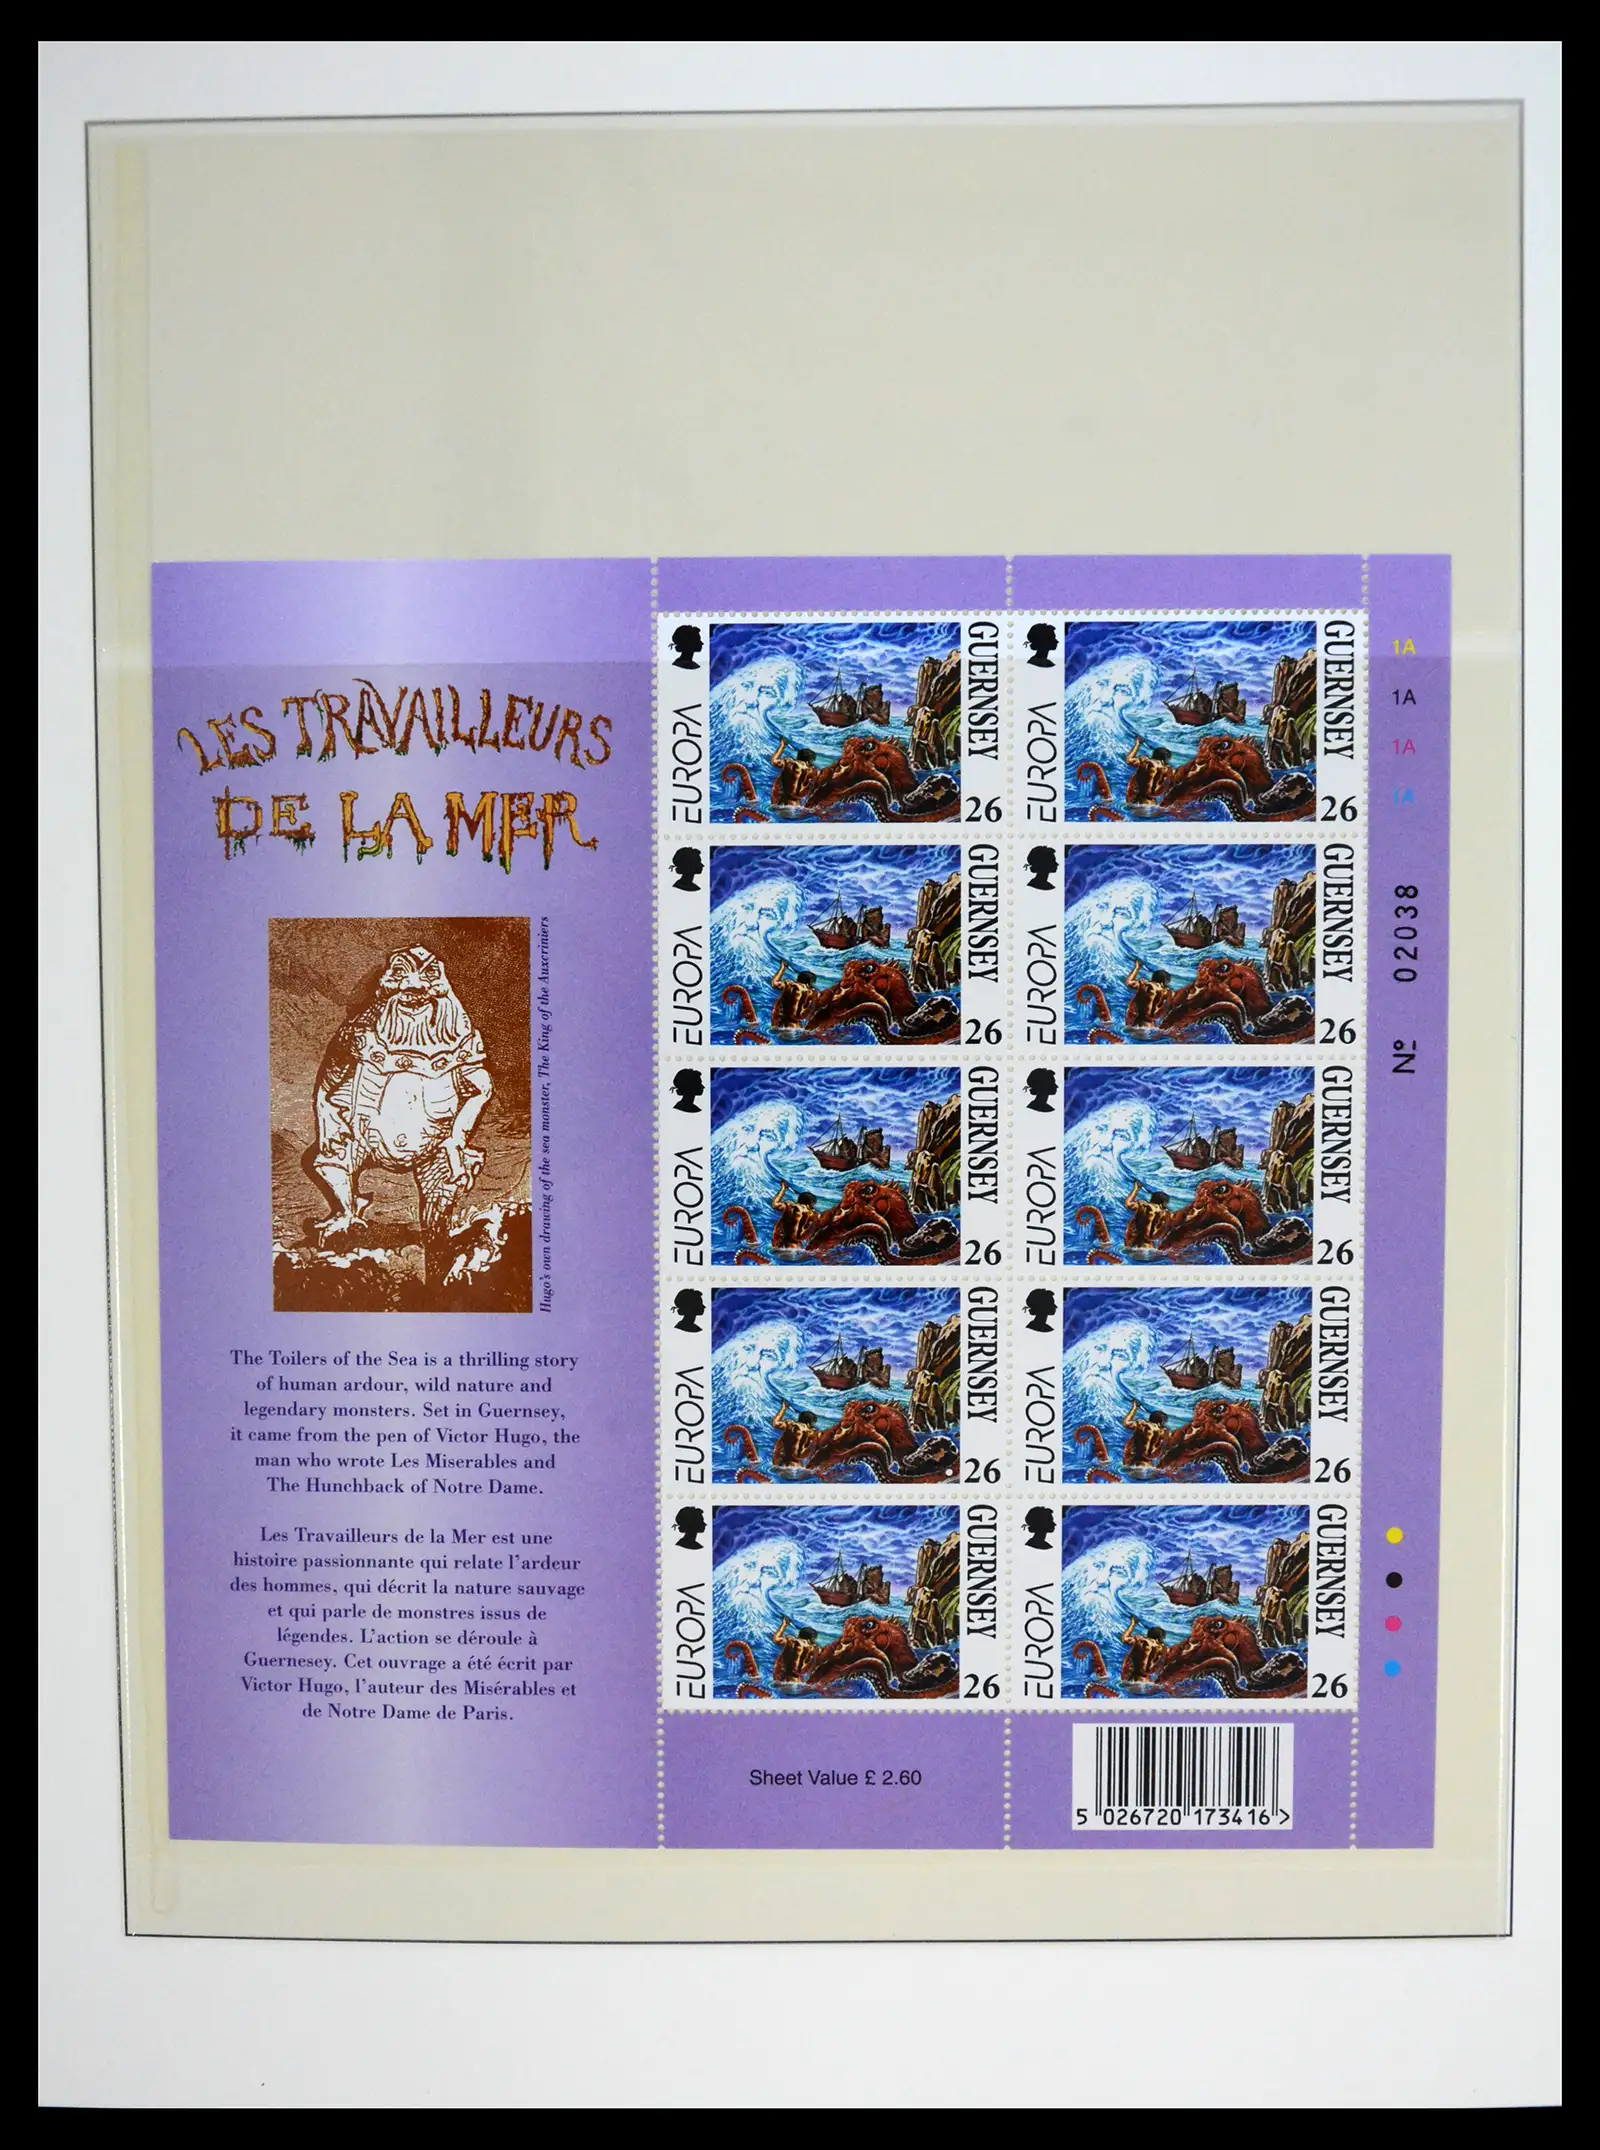 LES TRAVAILLEURS
DE LA MER
Hugo's own drawing of the sea monster, The King of the Auxcriniers
The Toilers of the Sea is a thrilling story
of human ardour, wild nature and
legendary monsters. Set in Guernsey,
it came from the pen of Victor Hugo, the
man who wrote Les Miserables and
The Hunchback of Notre Dame.
Les Travailleurs de la Mer est une
histoire passionnante qui relate l'ardeur
des hommes, qui décrit la nature sauvage
et qui parle de monstres issus de
légendes. L'action se déroule à
Guernesey. Cet ouvrage a été écrit par
Victor Hugo, l'auteur des Misérables et
de Notre Dame de Paris.
EUROPA
GUERNSEY
26
EUROPA
GUERNSEY
26
EUROPA
GUERNSEY
26
EUROPA
GUERNSEY
26
EUROPA
GUERNSEY
26
EUROPA
GUERNSEY
26
EUROPA
GUERNSEY
26
EUROPA
GUERNSEY
26
EUROPA
GUERNSEY
26
EUROPA
GUERNSEY
26
1A
1A
1A
1A
Nº 02038
Sheet Value £ 2.60
5 026720 173416 >